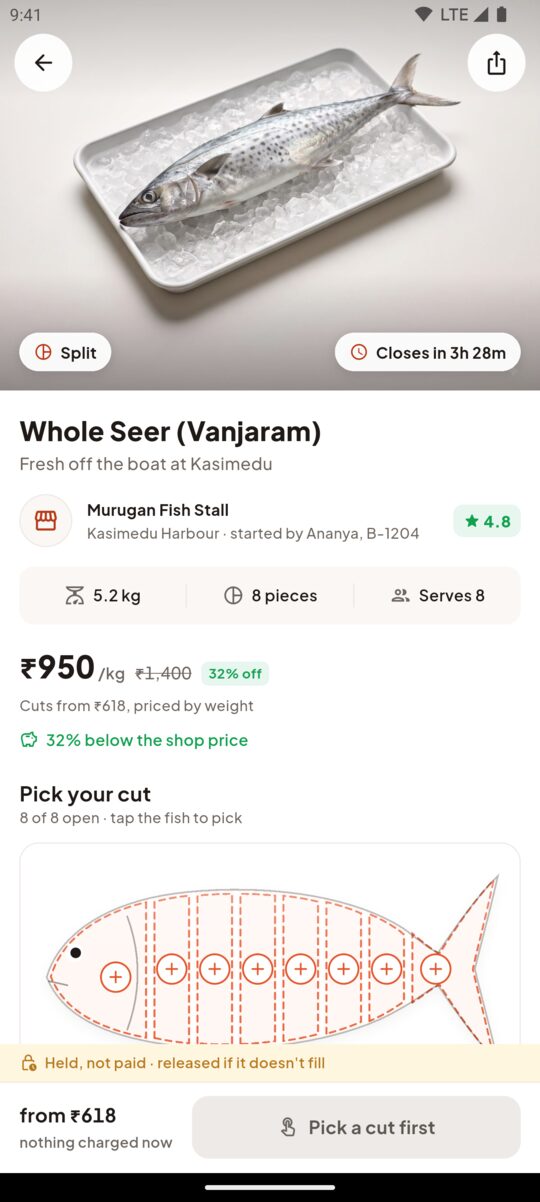 9:41
LTE
Split
Closes in 3h 28m
Whole Seer (Vanjaram)
Fresh off the boat at Kasimedu
Murugan Fish Stall
Kasimedu Harbour · started by Ananya, B-1204
4.8
5.2 kg
8 pieces
Serves 8
₹950 /kg ₹1,400 32% off
Cuts from ₹618, priced by weight
32% below the shop price
Pick your cut
8 of 8 open · tap the fish to pick
Held, not paid · released if it doesn't fill
from ₹618
nothing charged now
Pick a cut first